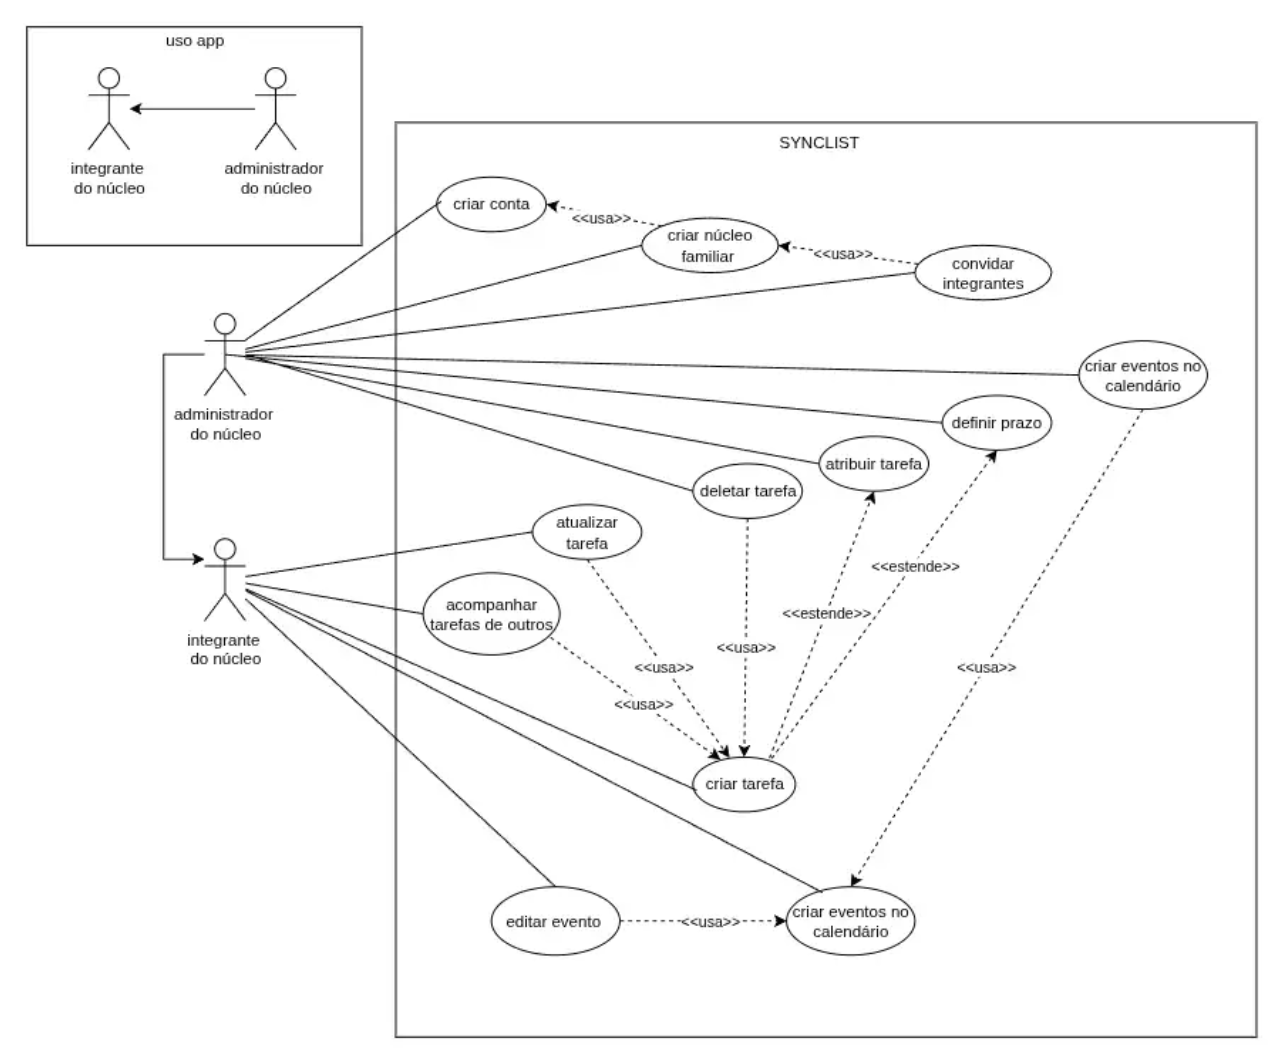 uso app
integrante
do núcleo
administrador
do núcleo
SYNCLIST
criar conta
<<usa>>
criar núcleo
familiar
<<usa>>
convidar
integrantes
administrador
do núcleo
criar eventos no
calendário
definir prazo
atribuir tarefa
deletar tarefa
atualizar
tarefa
<<estende>>
acompanhar
tarefas de outros
<<estende>>
integrante
do núcleo
<<usa>>
<<usa>>
<<usa>>
<<usa>>
criar tarefa
editar evento
<<usa>>
criar eventos no
calendário